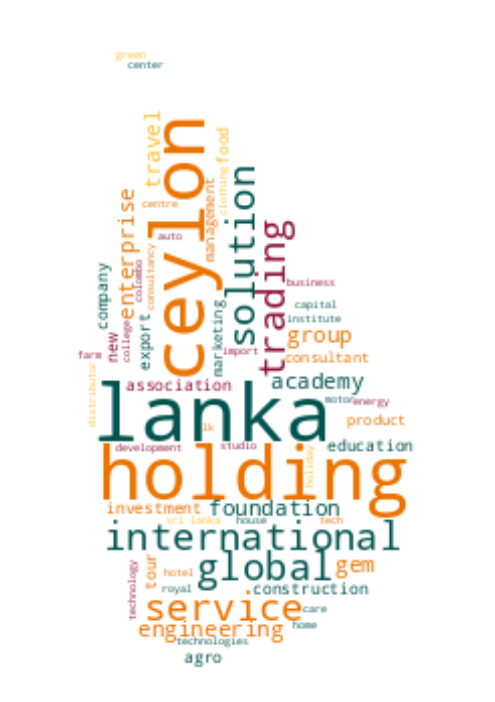 green
center
travel
ceylon
food
clothing
solution
management
centre
enterprise
auto
trading
consultancy
colombo
company
business
new
college
export
marketing
capital
institute
group
import
farm
consultant
distributor
association
academy
lanka
motor
energy
product
lk
development
studio
education
holding
holiday
investment
foundation
sri lanka
house
tech
international
global
gem
tour
hotel
technology
royal
construction
service
care
engineering
home
technologies
agro